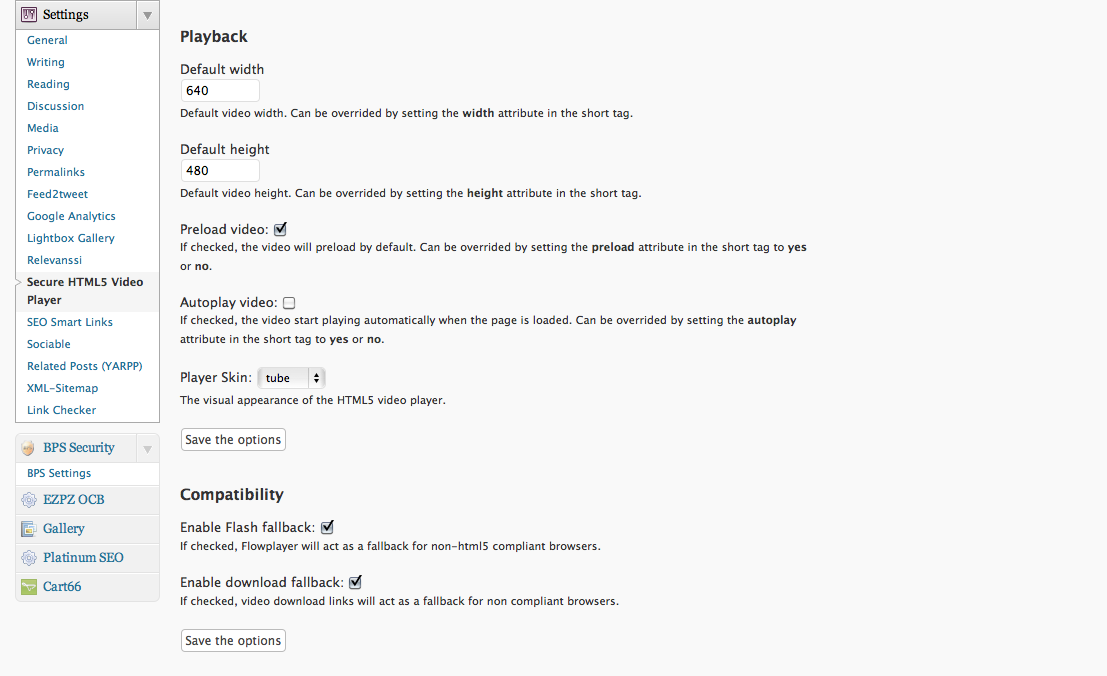 Settings
General
Writing
Reading
Discussion
Media
Privacy
Permalinks
Feed2tweet
Google Analytics
Lightbox Gallery
Relevanssi
Secure HTML5 Video
Player
SEO Smart Links
Sociable
Related Posts (YARPP)
XML-Sitemap
Link Checker
BPS Security
BPS Settings
EZPZ OCB
Gallery
Platinum SEO
Cart66
Playback
Default width
640
Default video width. Can be overrided by setting the width attribute in the short tag.
Default height
480
Default video height. Can2 be overrided by setting the height attribute in the short tag.
Preload video:
If checked, the video will preload by default. Can be overrided by setting the preload attribute in the short tag to yes
or no.
Autoplay video:
If checked, the video start playing automatically when the page is loaded. Can be overrided by setting the autoplay
attribute in the short tag to yes or no.
Player Skin: tube
The visual appearance of the HTML5 video player.
Save the options
Compatibility
Enable Flash fallback:
If checked, Flowplayer will act as a fallback for non-html5 compliant browsers.
Enable download fallback:
If checked, video download links will act as a fallback for non compliant browsers.
Save the options